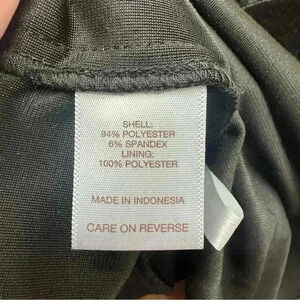 SHELL:
94% POLYESTER
6% SPANDEX
LINING:
100% POLYESTER
MADE IN INDONESIA
CARE ON REVERSE